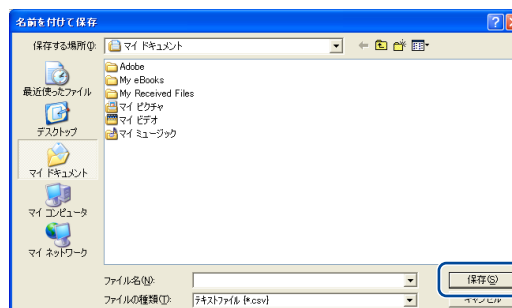 名前を付けて保存
保存する場所(I):
マイ ドキュメント
最近使ったファイル
デスクトップ
マイ ドキュメント
マイ コンピュータ
マイ ネットワーク
Adobe
My eBooks
My Received Files
マイ ピクチャ
マイ ビデオ
マイ ミュージック
ファイル名(N):
保存(S)
ファイルの種類(T):
テキストファイル (*.csv)
キャンセル